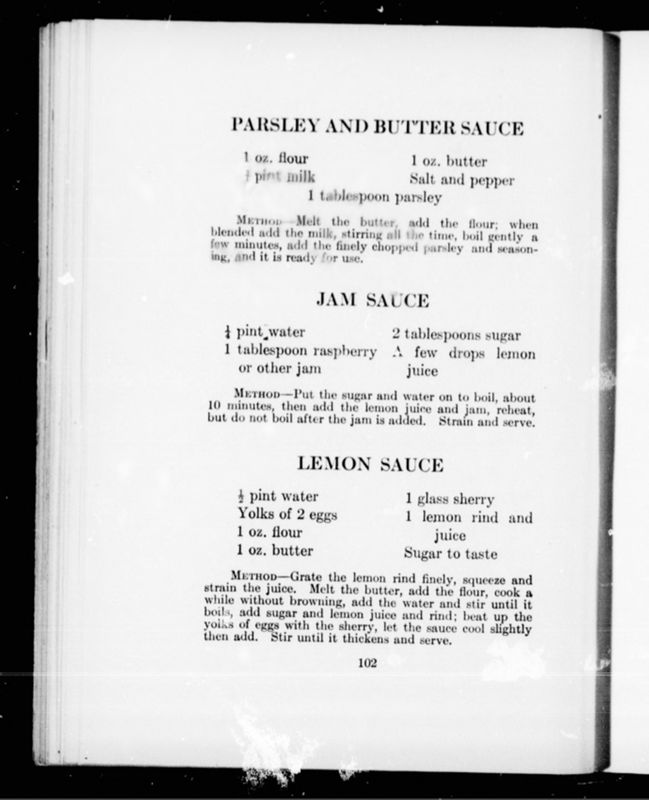 PARSLEY AND BUTTER SAUCE
1 oz. flour 1 oz. butter
pint milk Salt and pepper
1 tablespoon parsley
METHOD—Melt the butter, add the flour; when
blended add the milk, stirring all the time, boil gently a
few minutes, add the finely chopped parsley and season-
ing, and it is ready for use.
JAM SAUCE
pint water 2 tablespoons sugar
1 tablespoon raspberry A few drops lemon
or other jam juice
METHOD—Put the sugar and water on to boil, about
10 minutes, then add the lemon juice and jam, reheat,
but do not boil after the jam is added. Strain and serve.
LEMON SAUCE
½ pint water 1 glass sherry
Yolks of 2 eggs 1 lemon rind and
1 oz. flour juice
1 oz. butter Sugar to taste
METHOD—Grate the lemon rind finely, squeeze and
strain the juice. Melt the butter, add the flour, cook a
while without browning, add the water and stir until it
boils, add sugar and lemon juice and rind; beat up the
yolks of eggs with the sherry, let the sauce cool slightly
then add. Stir until it thickens and serve.
102